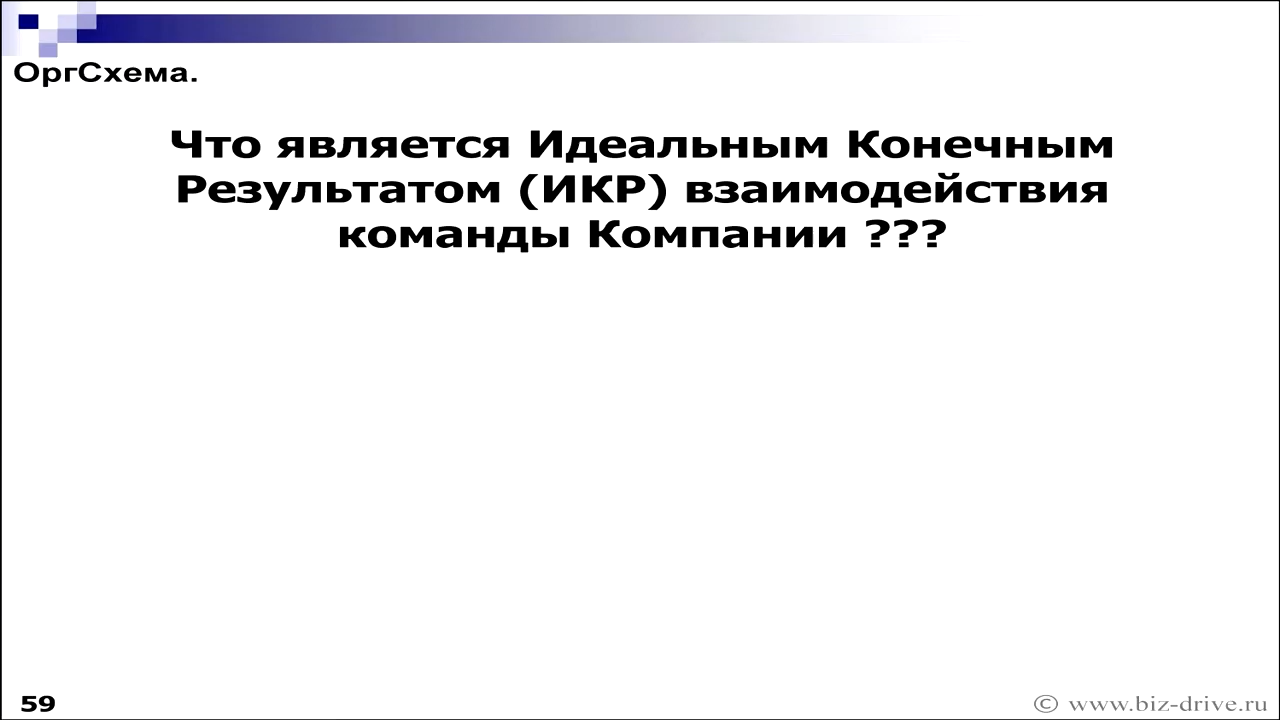 ОргСхема.
Что является Идеальным Конечным
Результатом (ИКР) взаимодействия
команды Компании ???
59
© www.biz-drive.ru